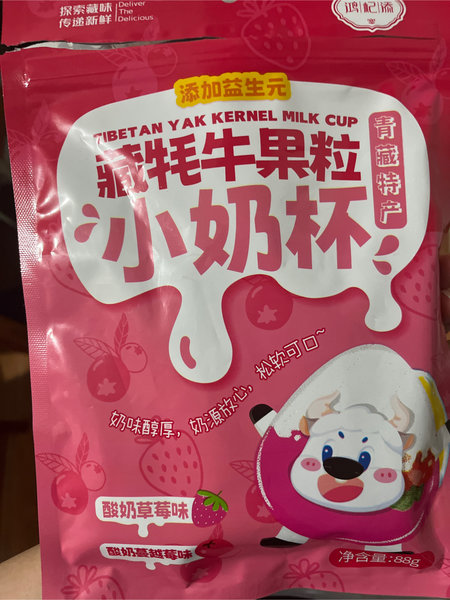 探索藏味
传递新鲜
Deliver
The
Delicious
鸿杞添
添加益生元
TIBETAN YAK KERNEL MILK CUP
藏牦牛果粒
小奶杯
青藏特产
奶味醇厚，奶源放心，松软可口~
酸奶草莓味
酸奶蔓越莓味
净含量:88g